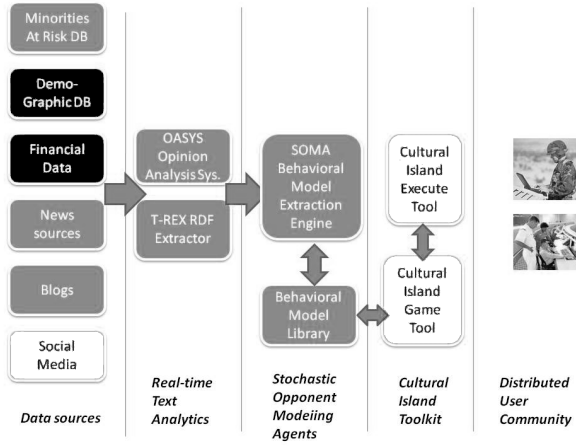 Minorities
At Risk DB
Demo-
Graphic DB
Financial
Data
News
sources
Blogs
Social
Media
Data sources
OASYS
Opinion
Analysis Sys.
T-REX RDF
Extractor
Real-time
Text
Analytics
SOMA
Behavioral
Model
Extraction
Engine
Behavioral
Model
Library
Stochastic
Opponent
Modeiing
Agents
Cultural
Island
Execute
Tool
Cultural
Island
Game
Tool
Cultural
Island
Toolkit
Distributed
User
Community